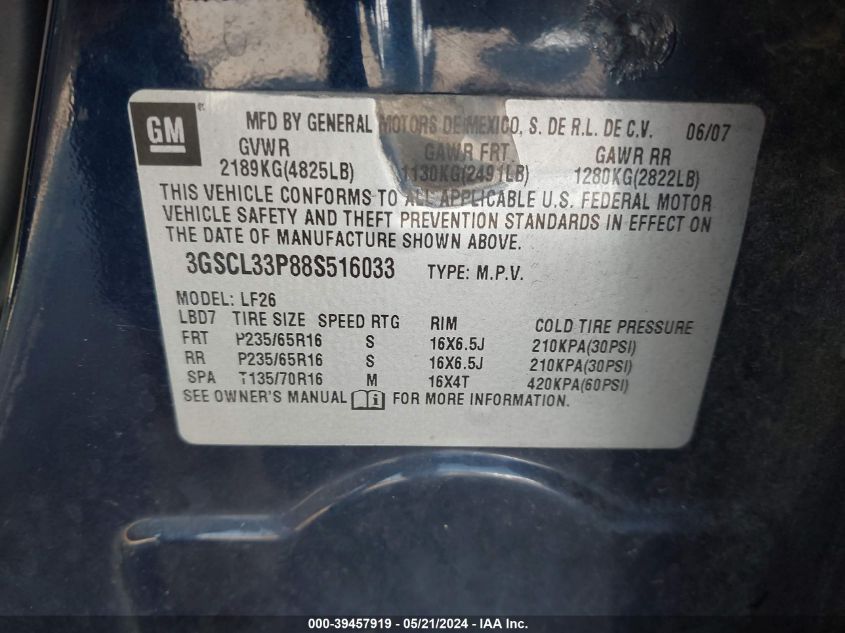 GM MFD BY GENERAL MOTORS DE MEXICO, S. DE R.L. DE C.V. 06/07
GVWR GAWR FRT GAWR RR
2189KG(4825LB) 1130KG(2491LB) 1280KG(2822LB)
THIS VEHICLE CONFORMS TO ALL APPLICABLE U.S. FEDERAL MOTOR
VEHICLE SAFETY AND THEFT PREVENTION STANDARDS IN EFFECT ON
THE DATE OF MANUFACTURE SHOWN ABOVE.
3GSCL33P88S516033 TYPE: M.P.V.
MODEL: LF26
LBD7 TIRE SIZE SPEED RTG RIM COLD TIRE PRESSURE
FRT P235/65R16 S 16X6.5J 210KPA(30PSI)
RR P235/65R16 S 16X6.5J 210KPA(30PSI)
SPA T135/70R16 M 16X4T 420KPA(60PSI)
SEE OWNER'S MANUAL FOR MORE INFORMATION.
000-39457919 / 05/21/2024 - IAAI Inc.